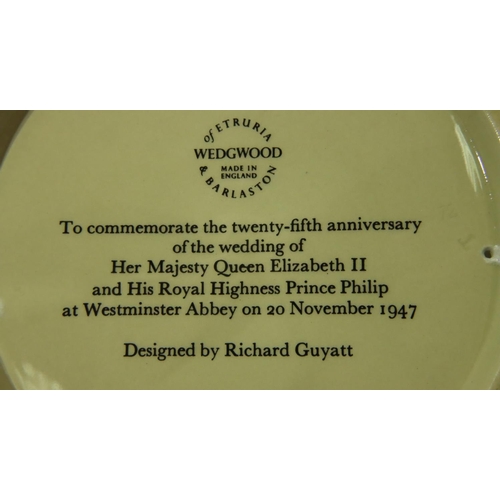 of ETRURIA
WEDGWOOD
MADE IN
ENGLAND
& BARLASTON
To commemorate the twenty-fifth anniversary
of the wedding of
Her Majesty Queen Elizabeth II
and His Royal Highness Prince Philip
at Westminster Abbey on 20 November 1947
Designed by Richard Guyatt